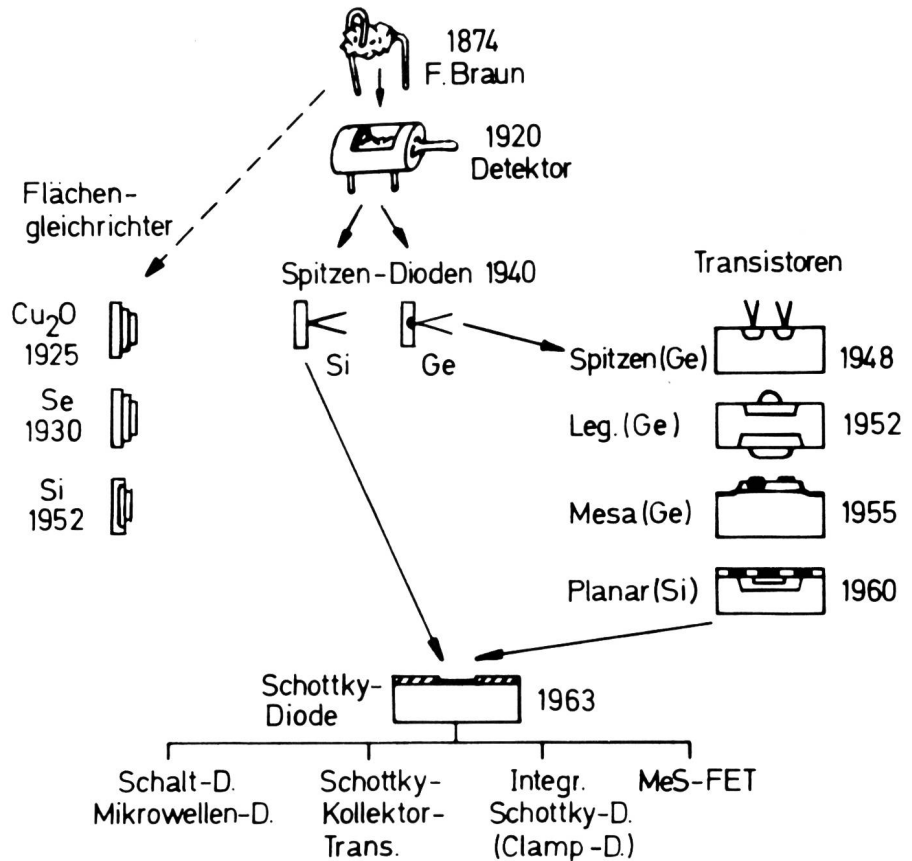 1874
F. Braun
1920
Detektor
Flächen-
gleichrichter
Spitzen-Dioden 1940
Transistoren
Cu₂O
1925
Si
Ge
Spitzen(Ge)
1948
Se
1930
Leg.(Ge)
1952
Si
1952
Mesa(Ge)
1955
Planar(Si)
1960
Schottky-
Diode
1963
Schalt-D.
Mikrowellen-D.
Schottky-
Kollektor-
Trans.
Integr.
Schottky-D.
(Clamp-D.)
MeS-FET